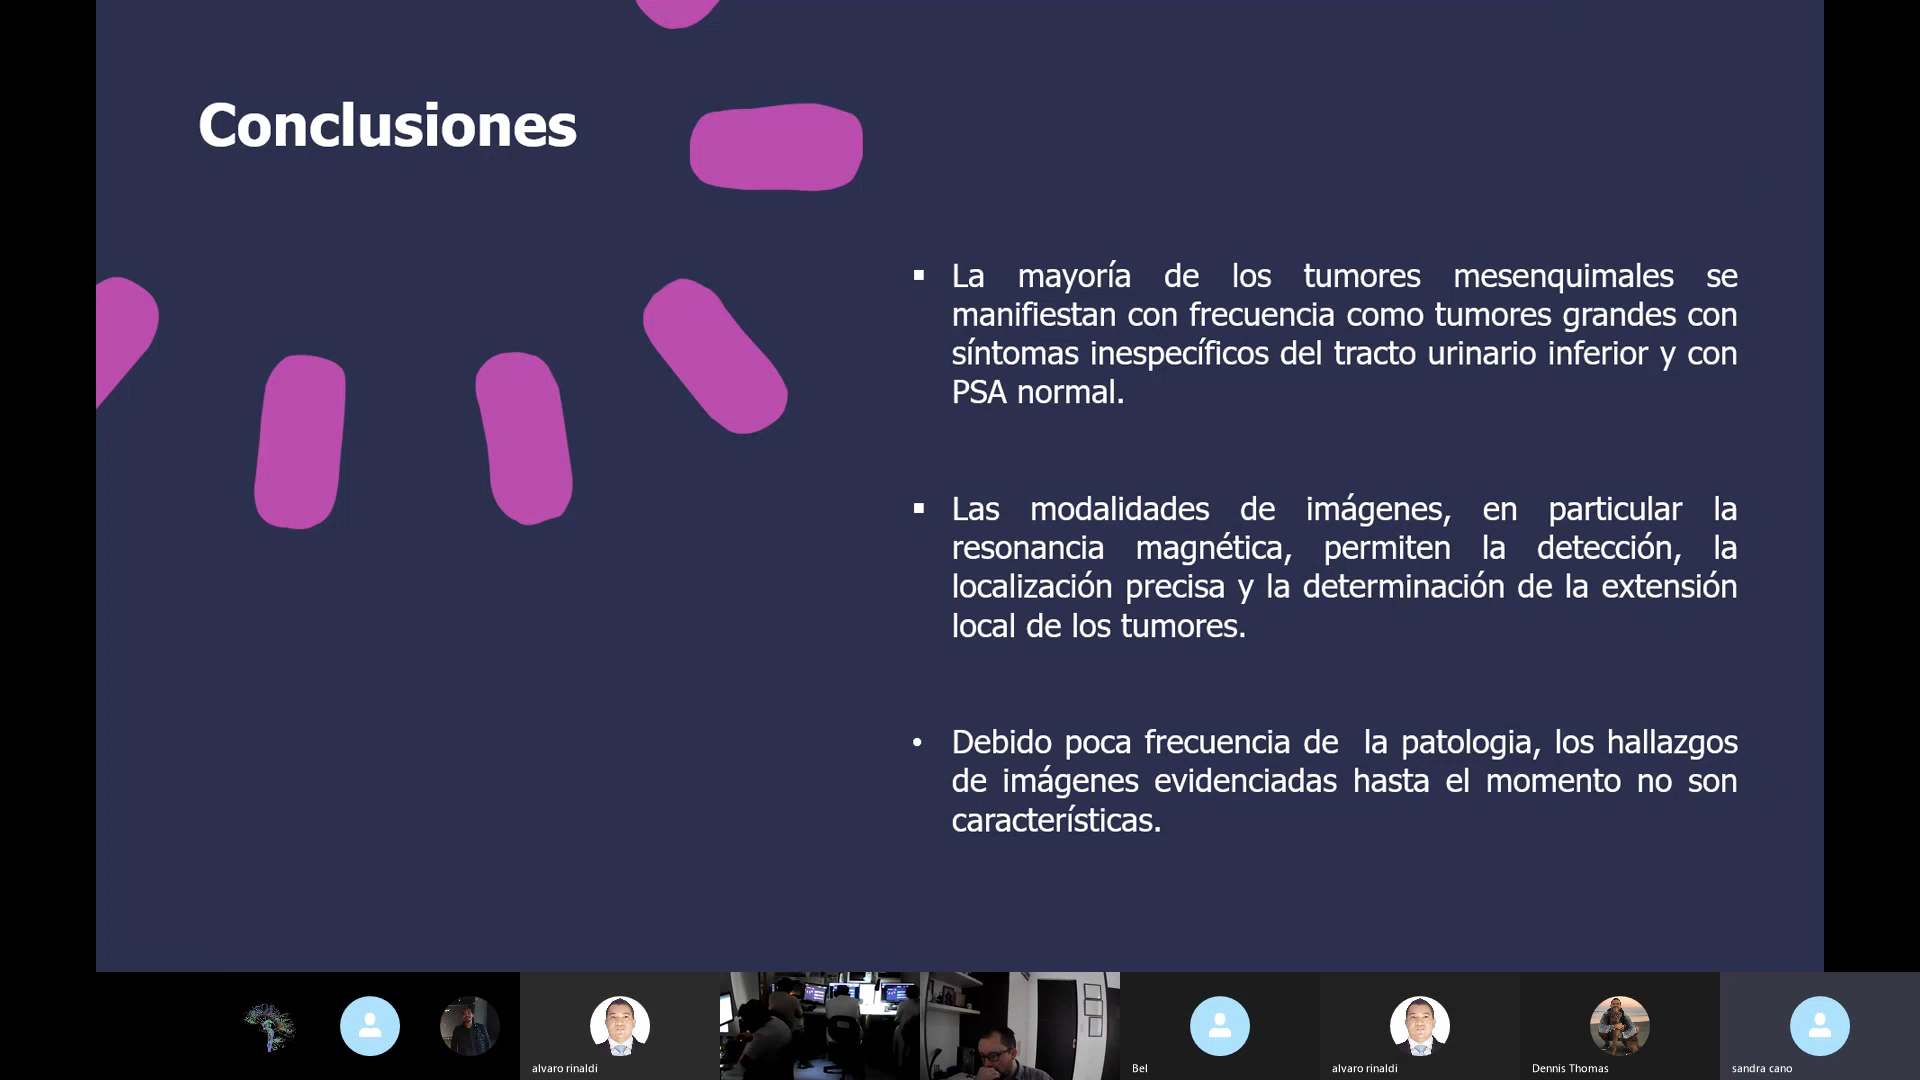 Conclusiones
▪ La mayoría de los tumores mesenquimales se
manifiestan con frecuencia como tumores grandes con
síntomas inespecíficos del tracto urinario inferior y con
PSA normal.
▪ Las modalidades de imágenes, en particular la
resonancia magnética, permiten la detección, la
localización precisa y la determinación de la extensión
local de los tumores.
• Debido poca frecuencia de  la patologia, los hallazgos
de imágenes evidenciadas hasta el momento no son
características.
alvaro rinaldi
Bel
alvaro rinaldi
Dennis Thomas
sandra cano